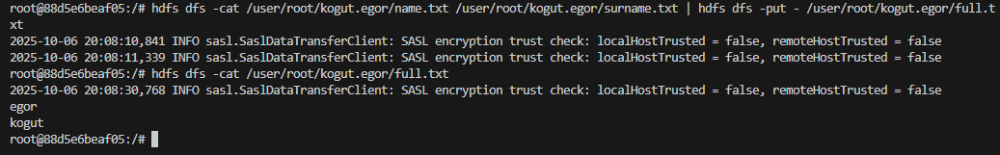 root@88d5e6beaf05:/# hdfs dfs -cat /user/root/kogut.egor/name.txt /user/root/kogut.egor/surname.txt | hdfs dfs -put - /user/root/kogut.egor/full.t
xt
2025-10-06 20:08:10,841 INFO sasl.SaslDataTransferClient: SASL encryption trust check: localHostTrusted = false, remoteHostTrusted = false
2025-10-06 20:08:11,339 INFO sasl.SaslDataTransferClient: SASL encryption trust check: localHostTrusted = false, remoteHostTrusted = false
root@88d5e6beaf05:/# hdfs dfs -cat /user/root/kogut.egor/full.txt
2025-10-06 20:08:30,768 INFO sasl.SaslDataTransferClient: SASL encryption trust check: localHostTrusted = false, remoteHostTrusted = false
egor
kogut
root@88d5e6beaf05:/#